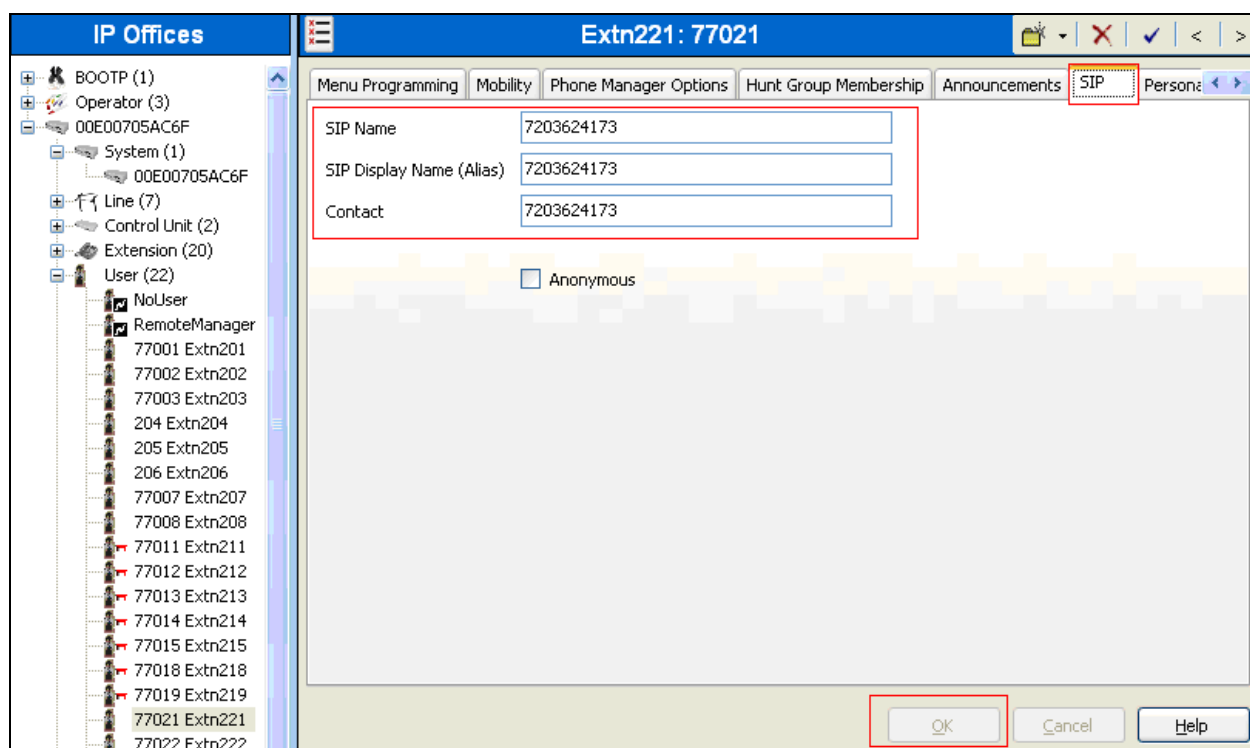 IP Offices
BOOTP (1)
Operator (3)
00E00705AC6F
System (1)
00E00705AC6F
Line (7)
Control Unit (2)
Extension (20)
User (22)
NoUser
RemoteManager
77001 Extn201
77002 Extn202
77003 Extn203
204 Extn204
205 Extn205
206 Extn206
77007 Extn207
77008 Extn208
77011 Extn211
77012 Extn212
77013 Extn213
77014 Extn214
77015 Extn215
77018 Extn218
77019 Extn219
77021 Extn221
77022 Extn222
Extn221: 77021
Menu Programming Mobility Phone Manager Options Hunt Group Membership Announcements SIP Persona
SIP Name 7203624173
SIP Display Name (Alias) 7203624173
Contact 7203624173
Anonymous
OK Cancel Help